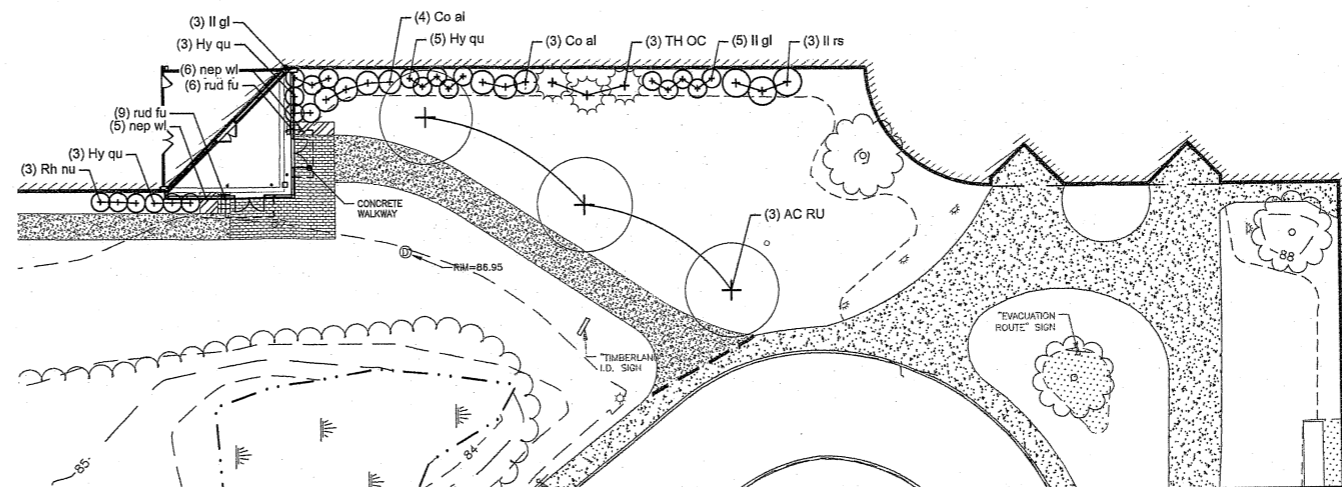 (3) Il gl
(3) Hy qu
(6) nep wl
(6) rud fu
(9) rud fu
(5) nep wl
(3) Hy qu
(3) Rh nu
(4) Co ai
(5) Hy qu
(3) Co al
(3) TH OC
(5) Il gl
(3) Il rs
CONCRETE
WALKWAY
D
RIM=86.95
(3) AC RU
"TIMBERLAN
I.D. SIGN
"EVACUATION
ROUTE" SIGN
88
84
85